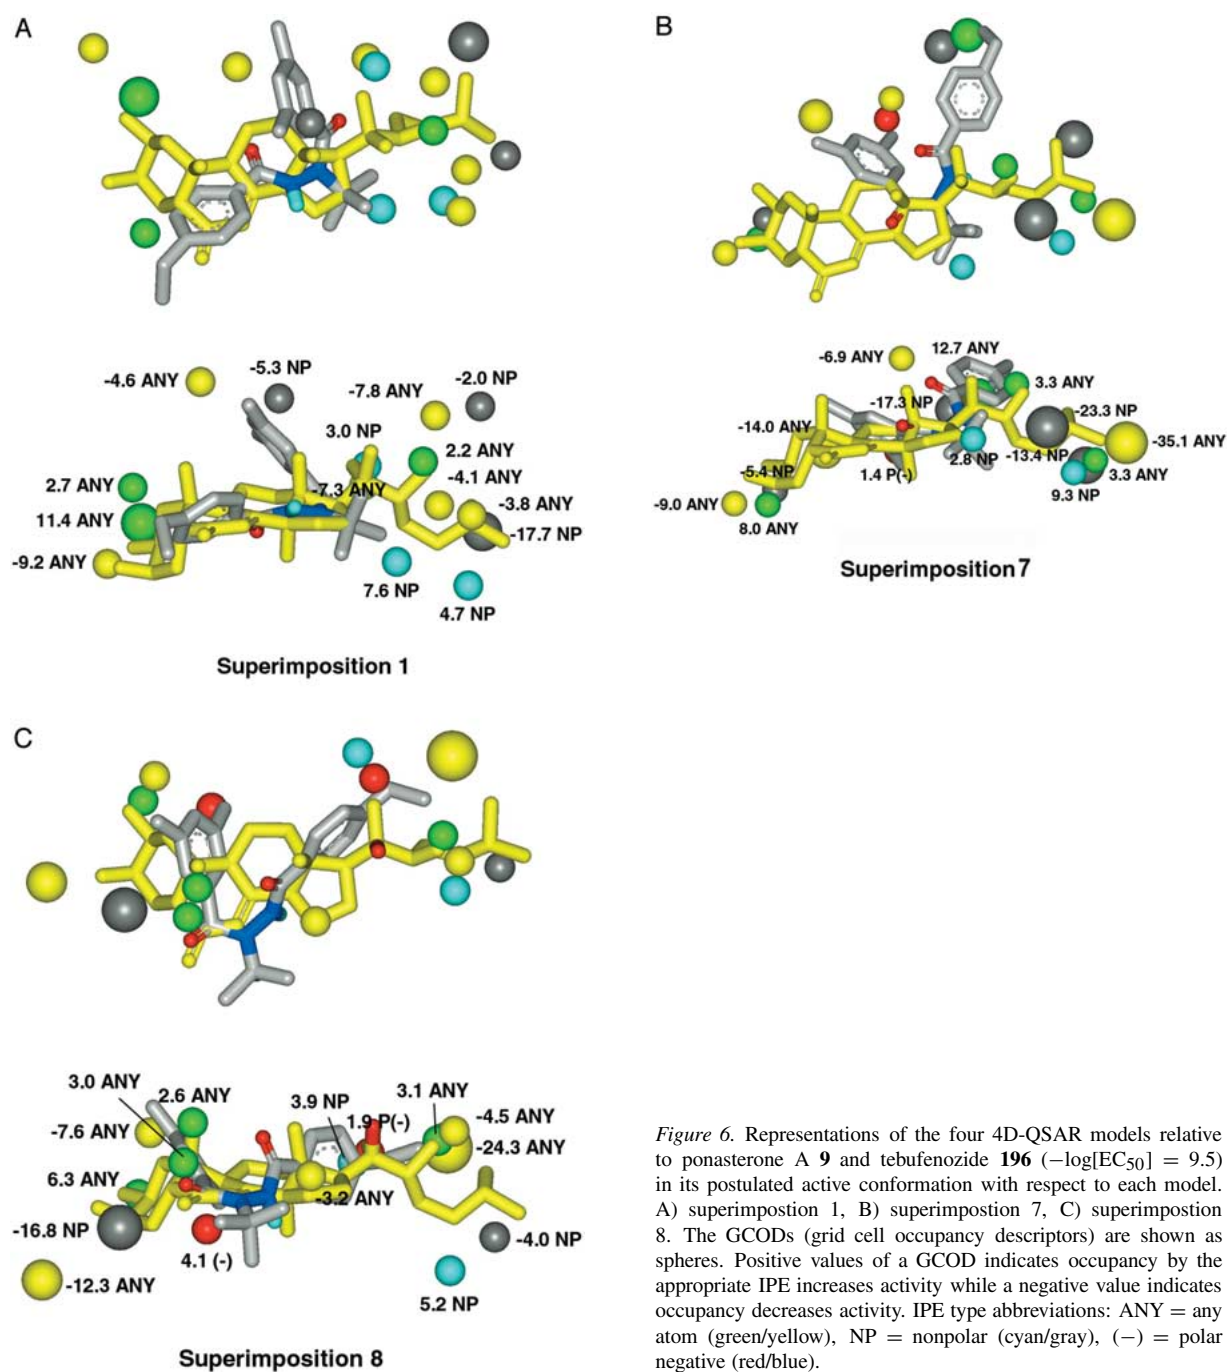 A
B
-4.6 ANY
-5.3 NP
-7.8 ANY
-2.0 NP
3.0 NP
2.2 ANY
2.7 ANY
-7.3 ANY
-4.1 ANY
11.4 ANY
-3.8 ANY
-17.7 NP
-9.2 ANY
7.6 NP
4.7 NP
Superimposition 1
-6.9 ANY
12.7 ANY
3.3 ANY
-17.3 NP
-23.3 NP
-14.0 ANY
-35.1 ANY
-5.4 NP
1.4 P(-)
2.8 NP
-13.4 NP
3.3 ANY
9.3 NP
-9.0 ANY
8.0 ANY
Superimposition 7
C
3.0 ANY
2.6 ANY
3.9 NP
3.1 ANY
1.9 P(-)
-4.5 ANY
-7.6 ANY
-24.3 ANY
6.3 ANY
-3.2 ANY
-16.8 NP
4.1 (-)
-4.0 NP
-12.3 ANY
5.2 NP
Superimposition 8
Figure 6. Representations of the four 4D-QSAR models relative
to ponasterone A 9 and tebufenozide 196 (−log[EC50] = 9.5)
in its postulated active conformation with respect to each model.
A) superimpostion 1, B) superimpostion 7, C) superimpostion
8. The GCODs (grid cell occupancy descriptors) are shown as
spheres. Positive values of a GCOD indicates occupancy by the
appropriate IPE increases activity while a negative value indicates
occupancy decreases activity. IPE type abbreviations: ANY = any
atom (green/yellow), NP = nonpolar (cyan/gray), (−) = polar
negative (red/blue).